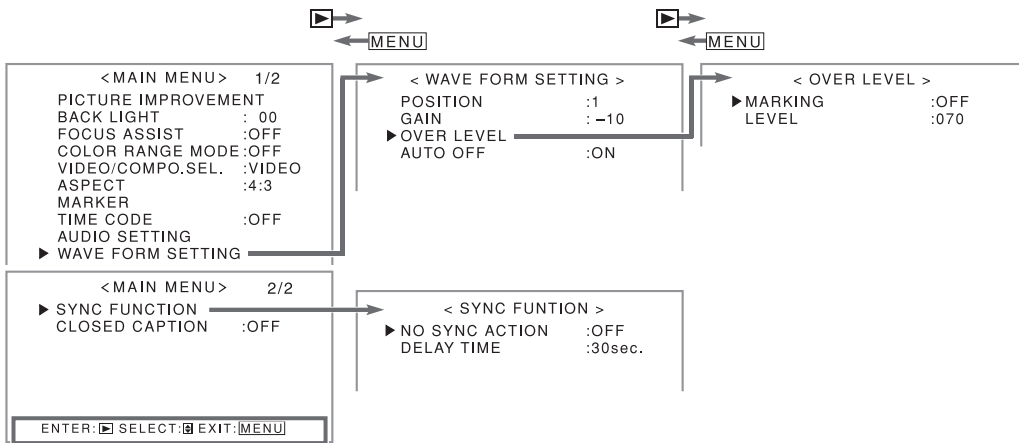 MENU
MENU
<MAIN MENU> 1/2
PICTURE IMPROVEMENT
BACK LIGHT : 00
FOCUS ASSIST :OFF
COLOR RANGE MODE :OFF
VIDEO/COMPO.SEL. :VIDEO
ASPECT :4:3
MARKER
TIME CODE :OFF
AUDIO SETTING
▶ WAVE FORM SETTING
< WAVE FORM SETTING >
POSITION :1
GAIN : –10
▶ OVER LEVEL
AUTO OFF :ON
< OVER LEVEL >
▶ MARKING :OFF
LEVEL :070
<MAIN MENU> 2/2
▶ SYNC FUNCTION
CLOSED CAPTION :OFF
ENTER:▶ SELECT:⬍ EXIT:MENU
< SYNC FUNTION >
▶ NO SYNC ACTION :OFF
DELAY TIME :30sec.